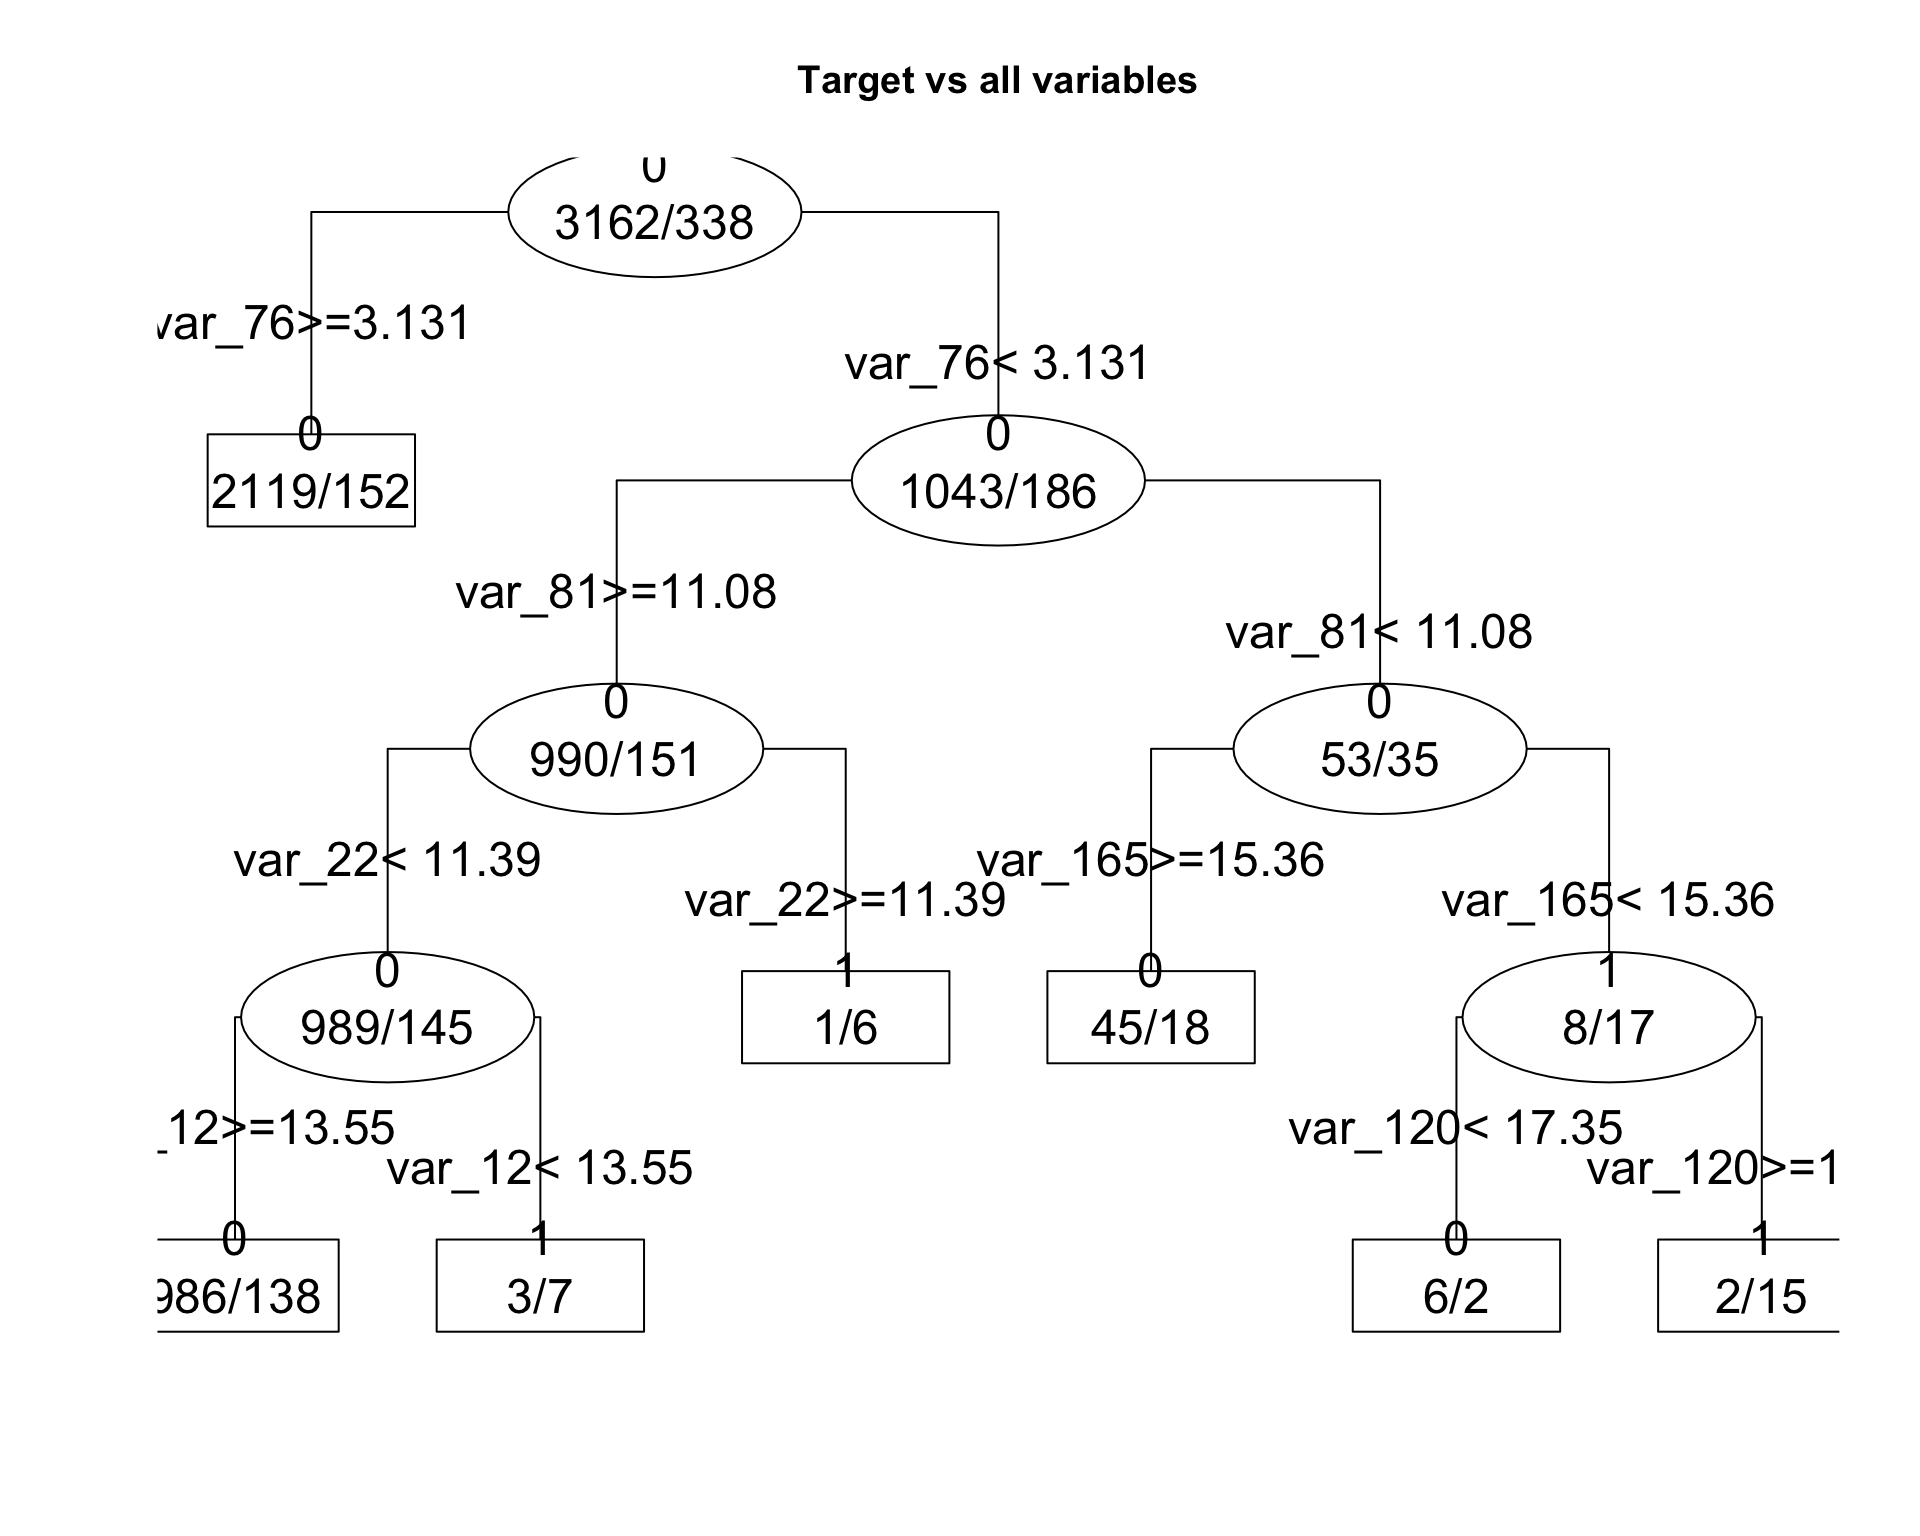 Target vs all variables
0
3162/338
var_76>=3.131
var_76< 3.131
0
2119/152
0
1043/186
var_81>=11.08
var_81< 11.08
0
990/151
0
53/35
var_22< 11.39
var_22>=11.39
var_165>=15.36
var_165< 15.36
0
989/145
1
1/6
0
45/18
1
8/17
_12>=13.55
var_12< 13.55
var_120< 17.35
var_120>=1
0
986/138
1
3/7
0
6/2
1
2/15